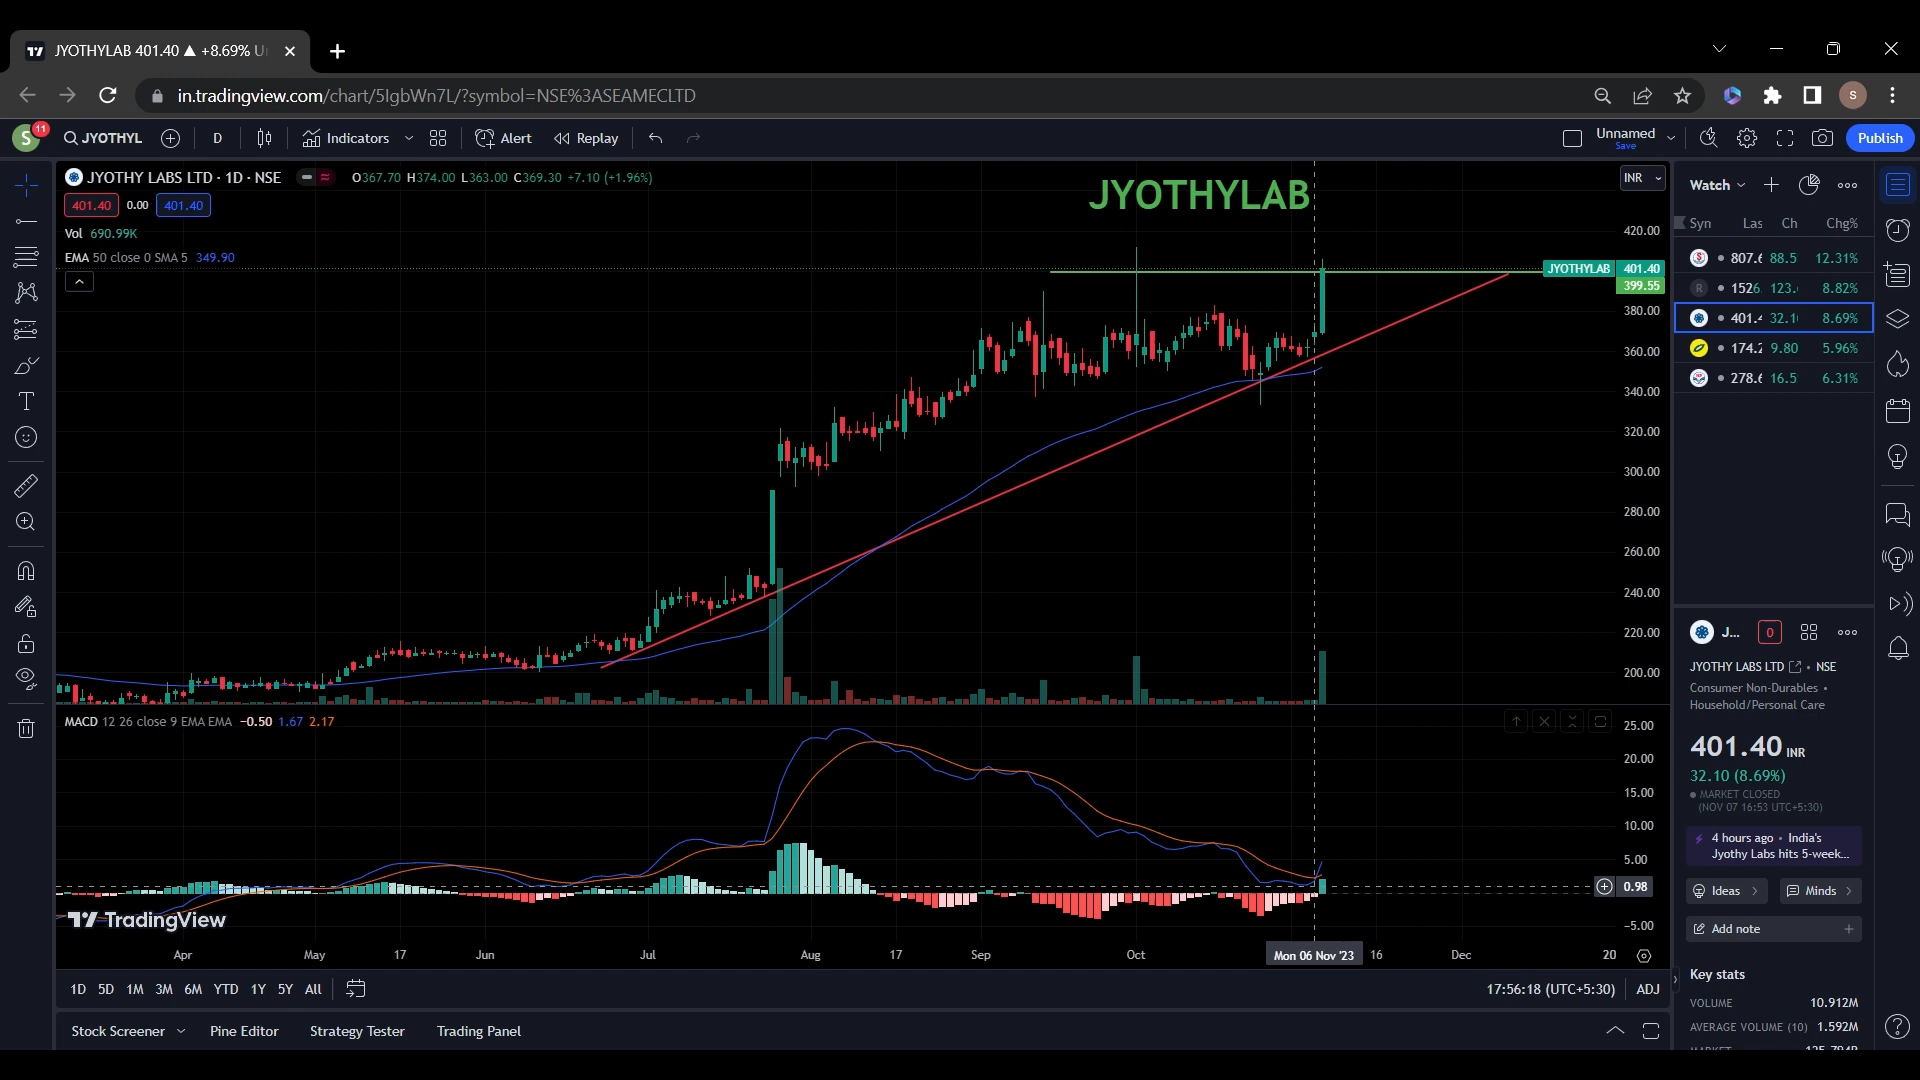 JYOTHYLAB 401.40 ▲ +8.69% U
in.tradingview.com/chart/5IgbWn7L/?symbol=NSE%3ASEAMECLTD
S
S 11 JYOTHYL D Indicators Alert Replay Unnamed Publish
Save
JYOTHY LABS LTD · 1D · NSE O367.70 H374.00 L363.00 C369.30 +7.10 (+1.96%)
401.40 0.00 401.40
Vol 690.99K
EMA 50 close 0 SMA 5 349.90
JYOTHYLAB
INR
420.00
JYOTHYLAB 401.40
399.55
380.00
360.00
340.00
320.00
300.00
280.00
260.00
240.00
220.00
200.00
MACD 12 26 close 9 EMA EMA −0.50 1.67 2.17
25.00
20.00
15.00
10.00
5.00
0.98
−5.00
TradingView
Apr May 17 Jun Jul Aug 17 Sep Oct Mon 06 Nov '23 16 Dec 20
1D 5D 1M 3M 6M YTD 1Y 5Y All 17:56:18 (UTC+5:30) ADJ
Stock Screener Pine Editor Strategy Tester Trading Panel
Watch
Syn Las Ch Chg%
807.6 88.5 12.31%
R 1526 123. 8.82%
401.4 32.1 8.69%
174.2 9.80 5.96%
278.6 16.5 6.31%
J... 0
JYOTHY LABS LTD • NSE
Consumer Non-Durables •
Household/Personal Care
401.40 INR
32.10 (8.69%)
MARKET CLOSED
(NOV 07 16:53 UTC+5:30)
4 hours ago • India's
Jyothy Labs hits 5-week...
Ideas Minds
Add note
Key stats
VOLUME 10.912M
AVERAGE VOLUME (10) 1.592M